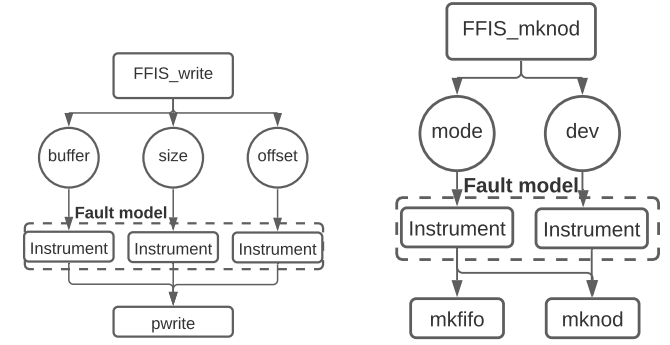 FFIS_write
buffer
size
offset
Fault model
Instrument
Instrument
Instrument
pwrite
FFIS_mknod
mode
dev
Fault model
Instrument
Instrument
mkfifo
mknod